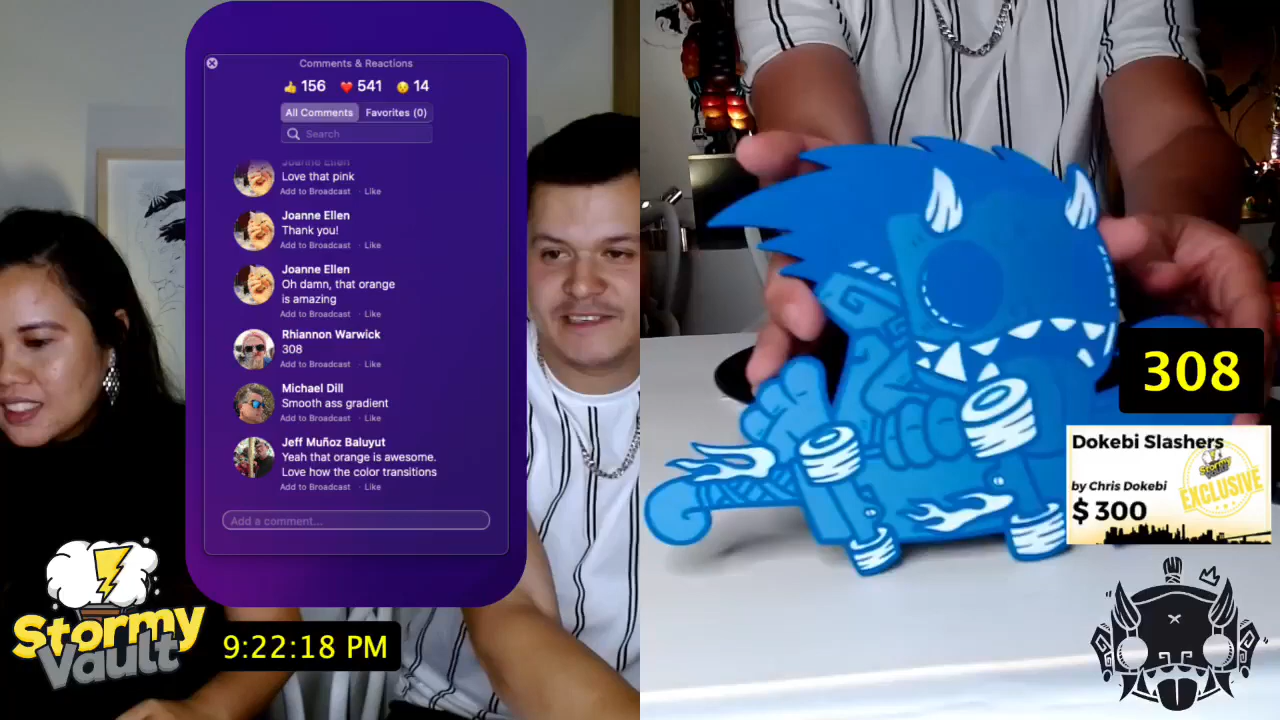 Comments & Reactions
156 541 14
All Comments Favorites (0)
Search
Joanne Ellen
Love that pink
Add to Broadcast · Like
Joanne Ellen
Thank you!
Add to Broadcast · Like
Joanne Ellen
Oh damn, that orange
is amazing
Add to Broadcast · Like
Rhiannon Warwick
308
Add to Broadcast · Like
Michael Dill
Smooth ass gradient
Add to Broadcast · Like
Jeff Muñoz Baluyut
Yeah that orange is awesome.
Love how the color transitions
Add to Broadcast · Like
Add a comment...
Stormy
Vault
9:22:18 PM
308
Dokebi Slashers
by Chris Dokebi
$ 300
Stormy
Vault
EXCLUSIVE